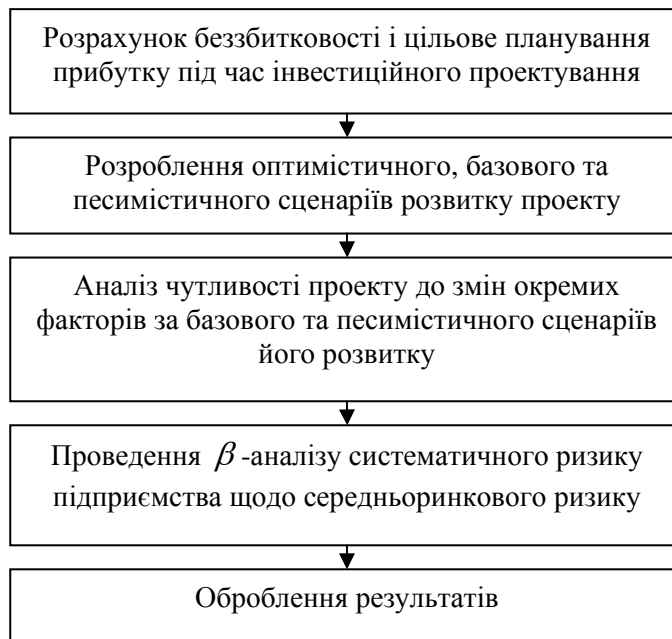 Розрахунок беззбитковості і цільове планування
прибутку під час інвестиційного проектування
Розроблення оптимістичного, базового та
песимістичного сценаріїв розвитку проекту
Аналіз чутливості проекту до змін окремих
факторів за базового та песимістичного сценаріїв
його розвитку
Проведення β -аналізу систематичного ризику
підприємства щодо середньоринкового ризику
Оброблення результатів